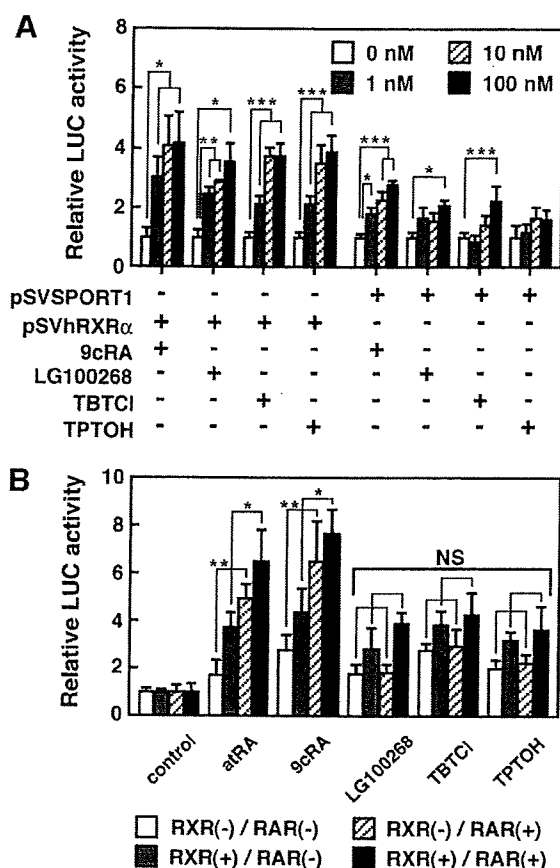 A
Relative LUC activity
8
6
4
2
0
0 nM
10 nM
1 nM
100 nM
* * ** *** *** *** * * ***
pSVSPORT1 - - - - + + + +
pSVhRXRα + + + + - - - -
9cRA + - - - + - - -
LG100268 - + - - - + - -
TBTCl - - + - - - + -
TPTOH - - - + - - - +
B
Relative LUC activity
10
8
6
4
2
0
** * ** * NS
control atRA 9cRA LG100268 TBTCl TPTOH
RXR(-) / RAR(-) RXR(-) / RAR(+)
RXR(+) / RAR(-) RXR(+) / RAR(+)